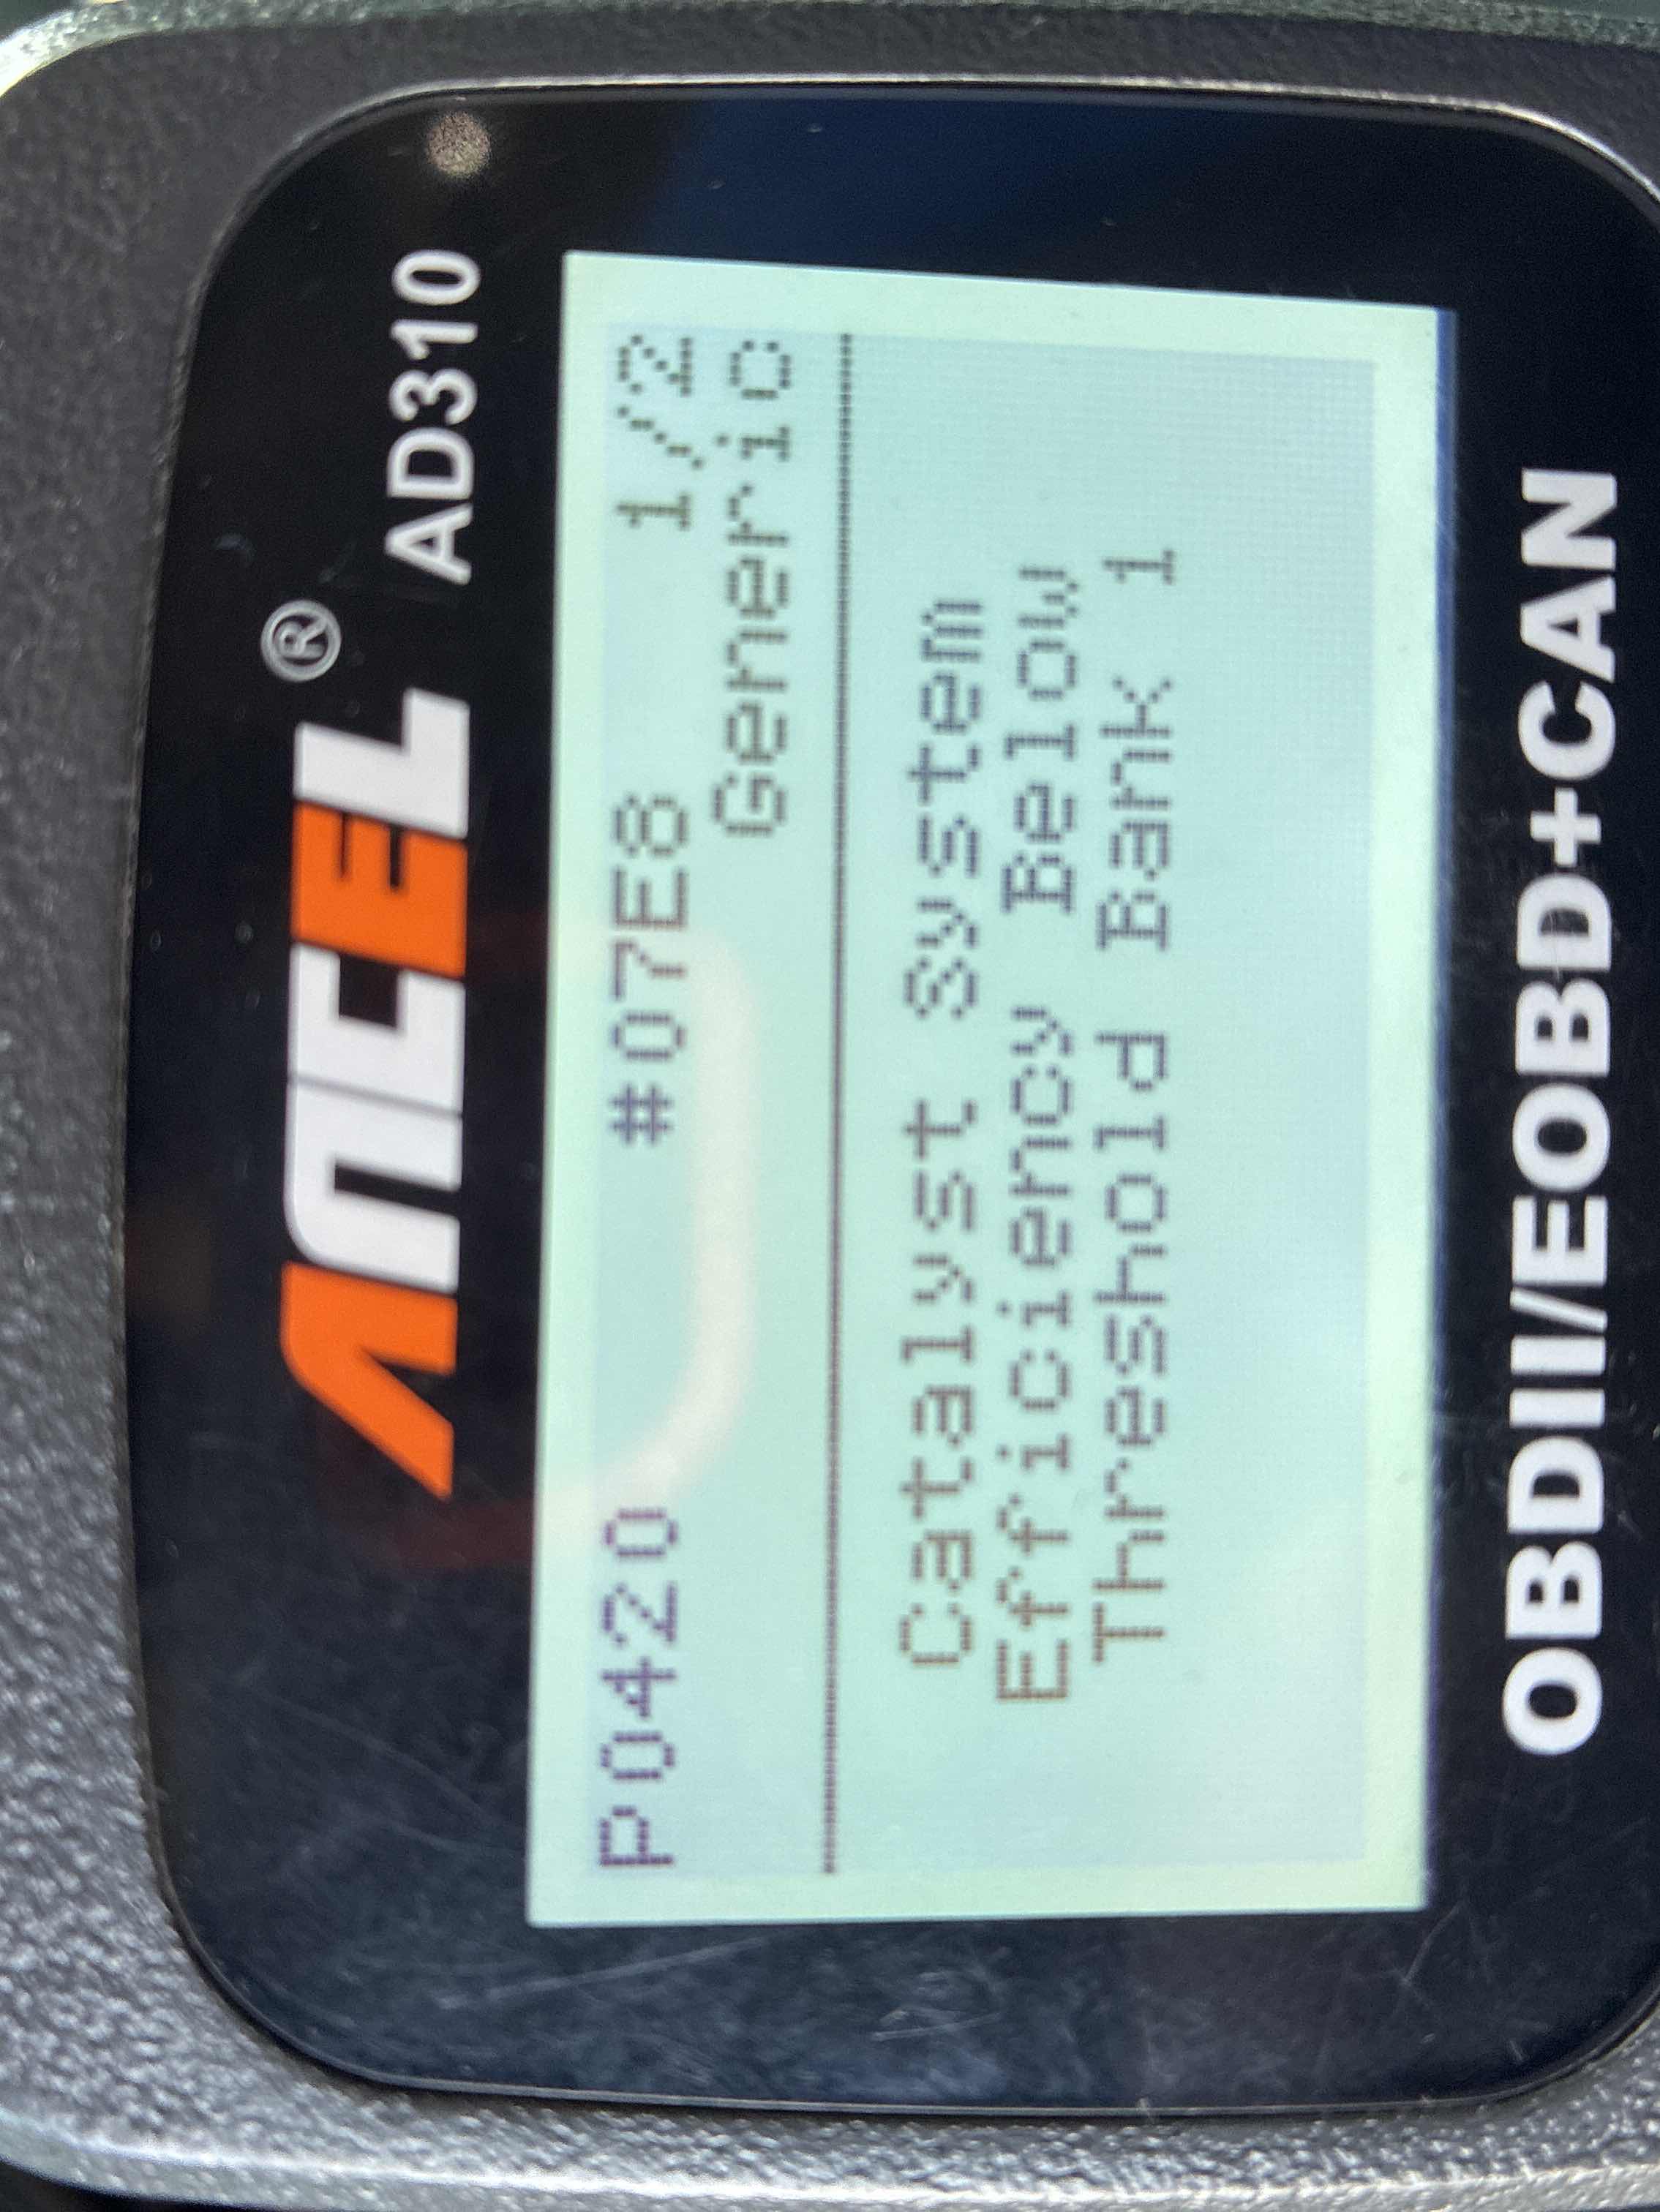 ANCEL® AD310
P0420 #07E8 1/2
Generic
Catalyst System
Efficiency Below
Threshold Bank 1
OBDII/EOBD+CAN